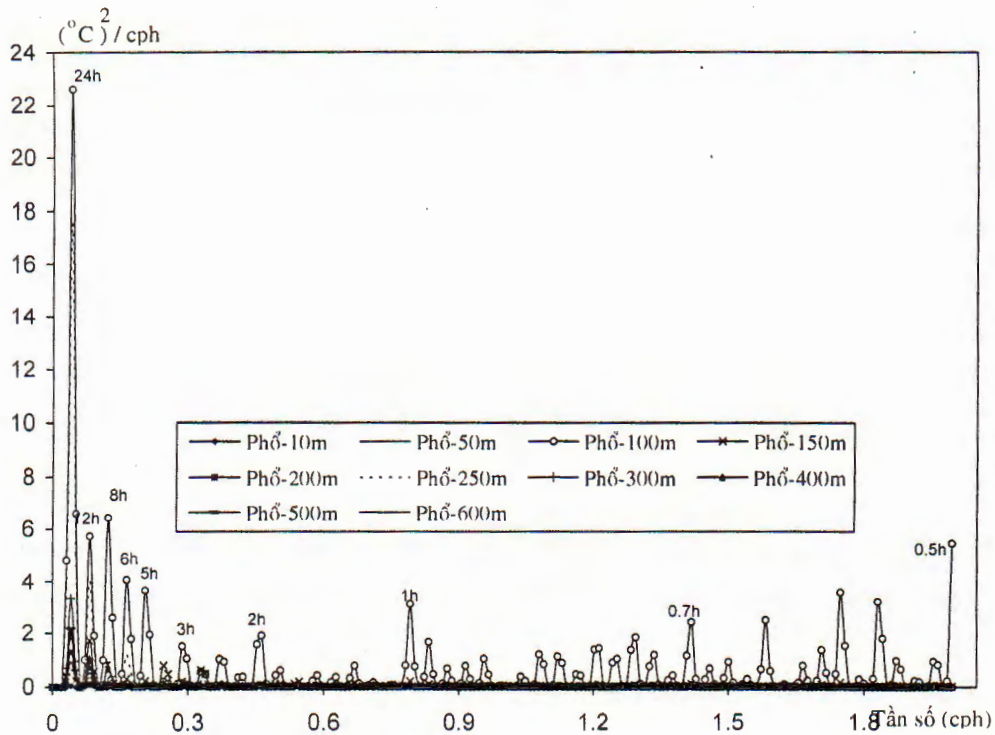 (°C)² / cph
24
22
20
18
16
14
12
10
8
6
4
2
0
24h
2h
8h
6h
5h
3h
2h
1h
0.7h
0.5h
Phổ-10m Phổ-50m Phổ-100m Phổ-150m
Phổ-200m Phổ-250m Phổ-300m Phổ-400m
Phổ-500m Phổ-600m
0 0.3 0.6 0.9 1.2 1.5 1.8 Tần số (cph)